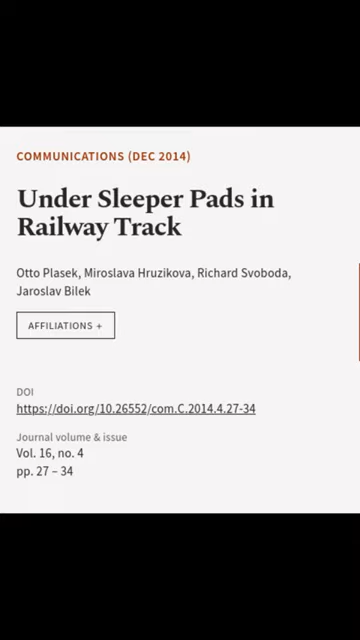 COMMUNICATIONS (DEC 2014)
Under Sleeper Pads in
Railway Track
Otto Plasek, Miroslava Hruzikova, Richard Svoboda,
Jaroslav Bilek
AFFILIATIONS +
DOI
https://doi.org/10.26552/com.C.2014.4.27-34
Journal volume & issue
Vol. 16, no. 4
pp. 27 – 34